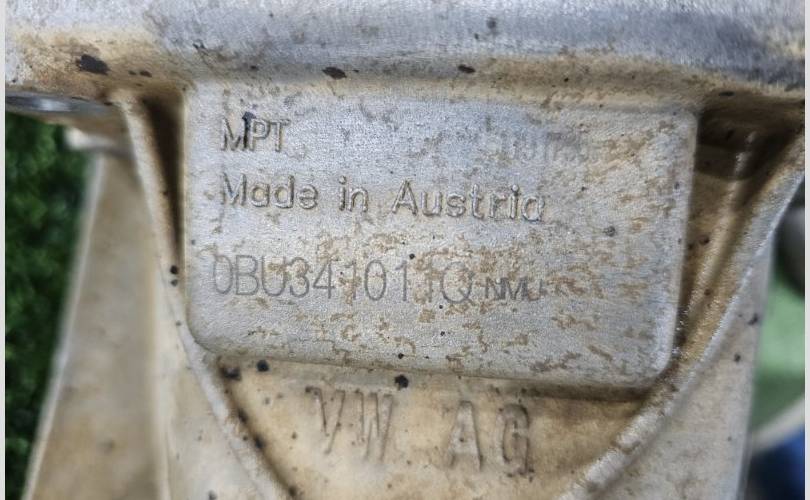 MPT
Made in Austria
0BU341011Q NMU
VW AG